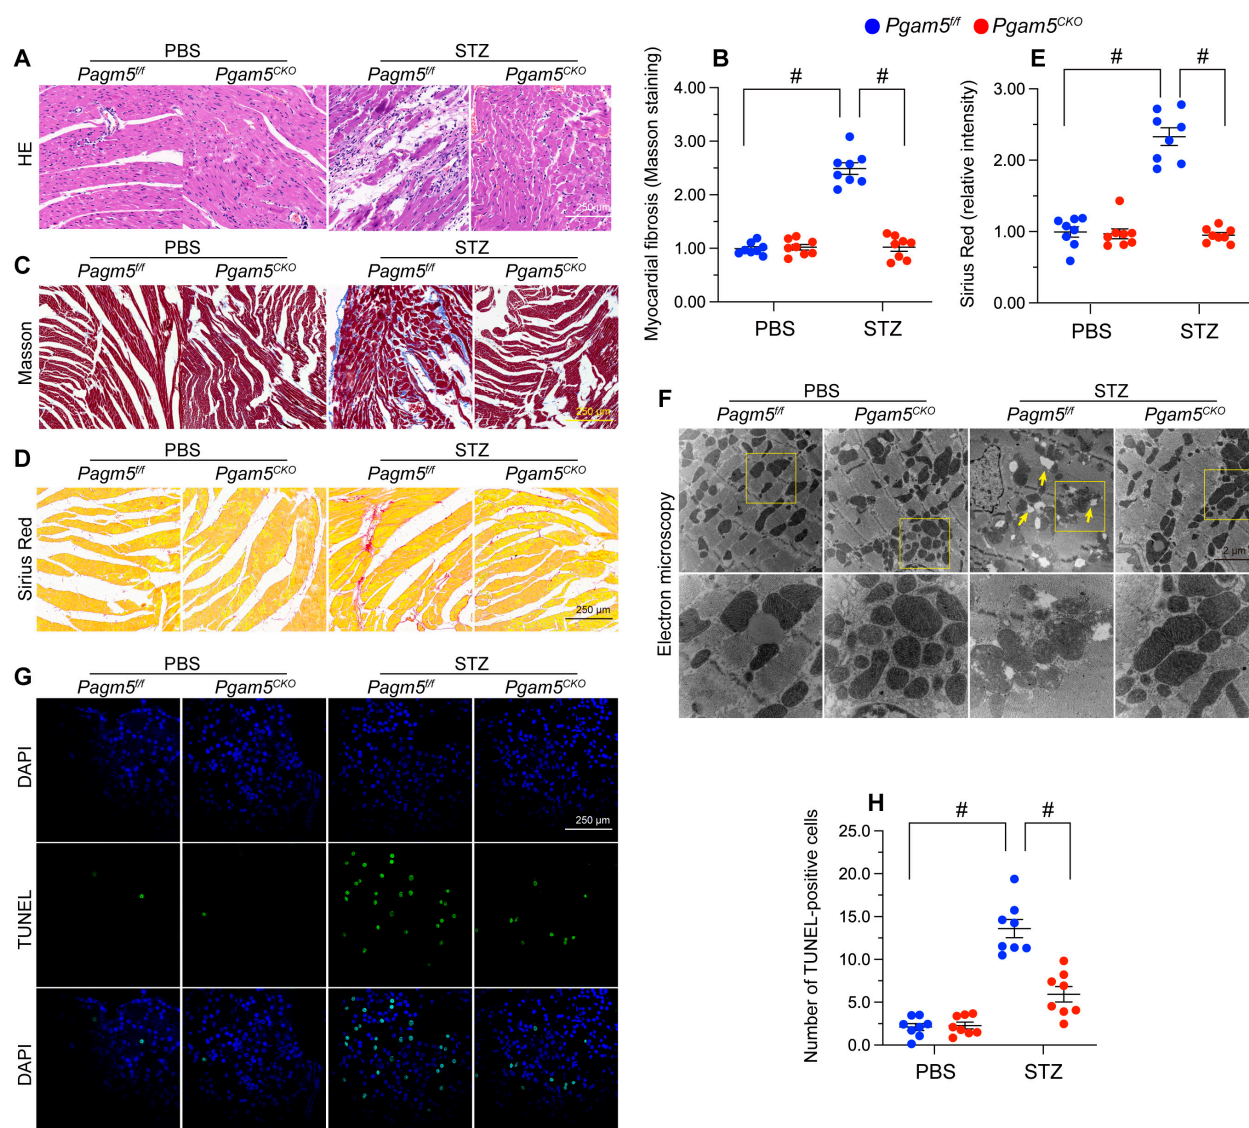 Pgam5f/f Pgam5CKO
A
PBS
STZ
Pagm5f/f Pgam5CKO Pagm5f/f Pgam5CKO
HE
250 µm
B
Myocardial fibrosis (Masson staining)
4.00
3.00
2.00
1.00
0.00
# #
PBS STZ
E
Sirius Red (relative intensity)
3.00
2.00
1.00
0.00
# #
PBS STZ
C
PBS
STZ
Pagm5f/f Pgam5CKO Pagm5f/f Pgam5CKO
Masson
250 µm
D
PBS
STZ
Pagm5f/f Pgam5CKO Pagm5f/f Pgam5CKO
Sirius Red
250 µm
F
PBS
STZ
Pagm5f/f Pgam5CKO Pagm5f/f Pgam5CKO
Electron microscopy
2 µm
G
PBS
STZ
Pagm5f/f Pgam5CKO Pagm5f/f Pgam5CKO
DAPI
250 µm
TUNEL
DAPI
H
Number of TUNEL-positive cells
25.0
20.0
15.0
10.0
5.0
0.0
# #
PBS STZ